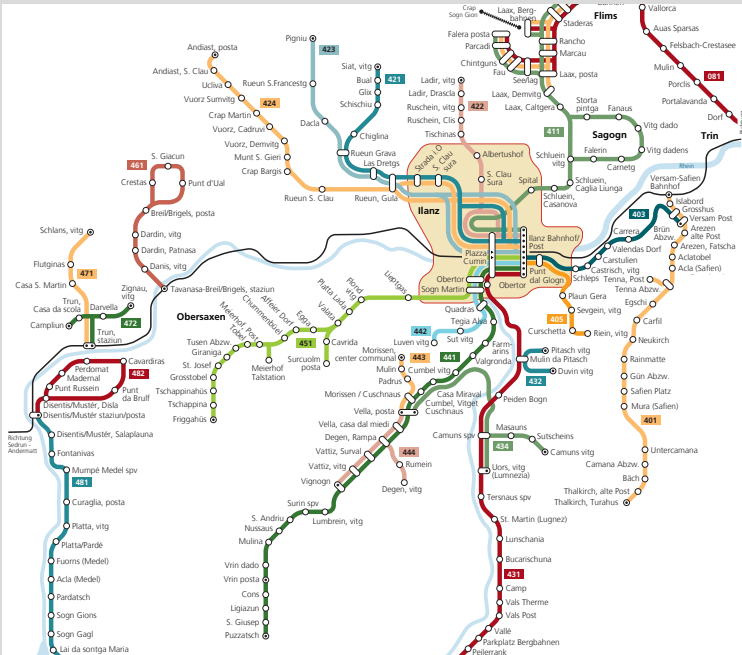 Crap
Sogn Gion
Laax, Berg-
bahnen
Staderas
Flims
Vallorca
Falera posta
Parcadi
Rancho
Marcau
Auas Sparsas
Felsbach-Crestasee
Chintguns
Fau
Seehag
Laax, posta
Mulin
Porclis
081
Laax, Demvitg
Laax, Caltgera
Portalavanda
Dorf
Trin
Storta
pintga
Fanaus
411
Sagogn
Vitg dado
Vitg dadens
Falerin
Carnetg
Schluein
vitg
Schluein,
Caglia Liunga
Schluein,
Casanova
Spital
Rhein
Pigniu
423
Andiast, posta
Andiast, S. Clau
Ucliva
Vuorz Sumvitg
Crap Martin
424
Vuorz, Cadruvi
Vuorz, Demvitg
Munt S. Gieri
Crap Bargis
Rueun S. Clau
Rueun S.Francestg
Dacla
Siat, vitg
Bual
Glix
Schischiu
421
Chiglina
Rueun Grava
Las Dretgs
Rueun, Gula
Ladir, vitg
Ladir, Drascla
Ruschein, vitg
Ruschein, Clis
Tischinas
422
Strada I.O
S. Clau
sura
Albertushof
S. Clau
Sura
Ilanz
Plazza
Cumin
Ilanz Bahnhof/
Post
Obertor
Sogn Martin
Obertor
Punt
dal Glogn
461
S. Giacun
Crestas
Punt d'Ual
Breil/Brigels, posta
Dardin, vitg
Dardin, Patnasa
Danis, vitg
Tavanasa-Breil/Brigels, staziun
Schlans, vitg
Flutginas
471
Casa S. Martin
Trun,
Casa da scola
Darvella
Zignau,
vitg
Campliun
Trun,
staziun
472
Versam-Safien
Bahnhof
Islabord
Grosshus
Versam Post
Arezen
alte Post
Arezen, Fatscha
Aclatobel
Acla (Safien)
403
Brün
Abzw.
Carrera
Valendas Dorf
Carstulien
Castrisch, vitg
Schleps
Plaun Gera
Sevgein, vitg
405
Curschetta
Riein, vitg
Tenna, Post
Tenna Abzw.
Egschi
Carfil
Neukirch
Rainmatte
Gün Abzw.
Safien Platz
Mura (Safien)
401
Untercamana
Camana Abzw.
Bäch
Thalkirch, alte Post
Thalkirch, Turahus
Obersaxen
Luptgas
Flond
vitg
Platta Lada
Valata
Egga
Affeier Dorf
Chummenbüel
Meierhof Post
Tobel
Tusen Abzw.
Giraniga
St. Josef
Grosstobel
Tschappinahüs
Tschappina
Friggahüs
Meierhof
Talstation
451
Surcuolm
posta
Cavrida
482
Cavardiras
Perdomat
Madernal
Punt Russein
Punt
da Brulf
Disentis/Mustér, Disla
Disentis/Mustér staziun/posta
Richtung
Sedrun -
Andermatt
Disentis/Mustér, Salaplauna
Fontanivas
Mumpé Medel spv
481
Curaglia, posta
Platta, vitg
Platta/Pardé
Fuorns (Medel)
Acla (Medel)
Pardatsch
Sogn Gions
Sogn Gagl
Lai da sontga Maria
Quadras
Tegia Alva
442
Luven vitg
Sut vitg
441
Morissen,
center communal
443
Mulin
Padrus
Cumbel vitg
Morissen / Cuschnaus
Vella, posta
Vella, casa dal miedi
Degen, Rampa
Vattiz, Surval
Vattiz, vitg
Vignogn
444
Rumein
Degen, vitg
Surin spv
Lumbrein, vitg
S. Andriu
Nussaus
Mulina
Vrin dado
Vrin posta
Cons
Ligiazun
S. Giusep
Puzzatsch
Casa Miraval
Cumbel, Vitget
Cuschnaus
Farm-
arins
Valgronda
Pitasch vitg
Mulin da Pitasch
Duvin vitg
432
Peiden Bogn
Camuns spv
Masauns
Sutscheins
Camuns vitg
434
Uors, vitg
(Lumnezia)
Tersnaus spv
St. Martin (Lugnez)
Lunschania
Bucarischuna
431
Camp
Vals Therme
Vals Post
Vallé
Parkplatz Bergbahnen
Peilerrank